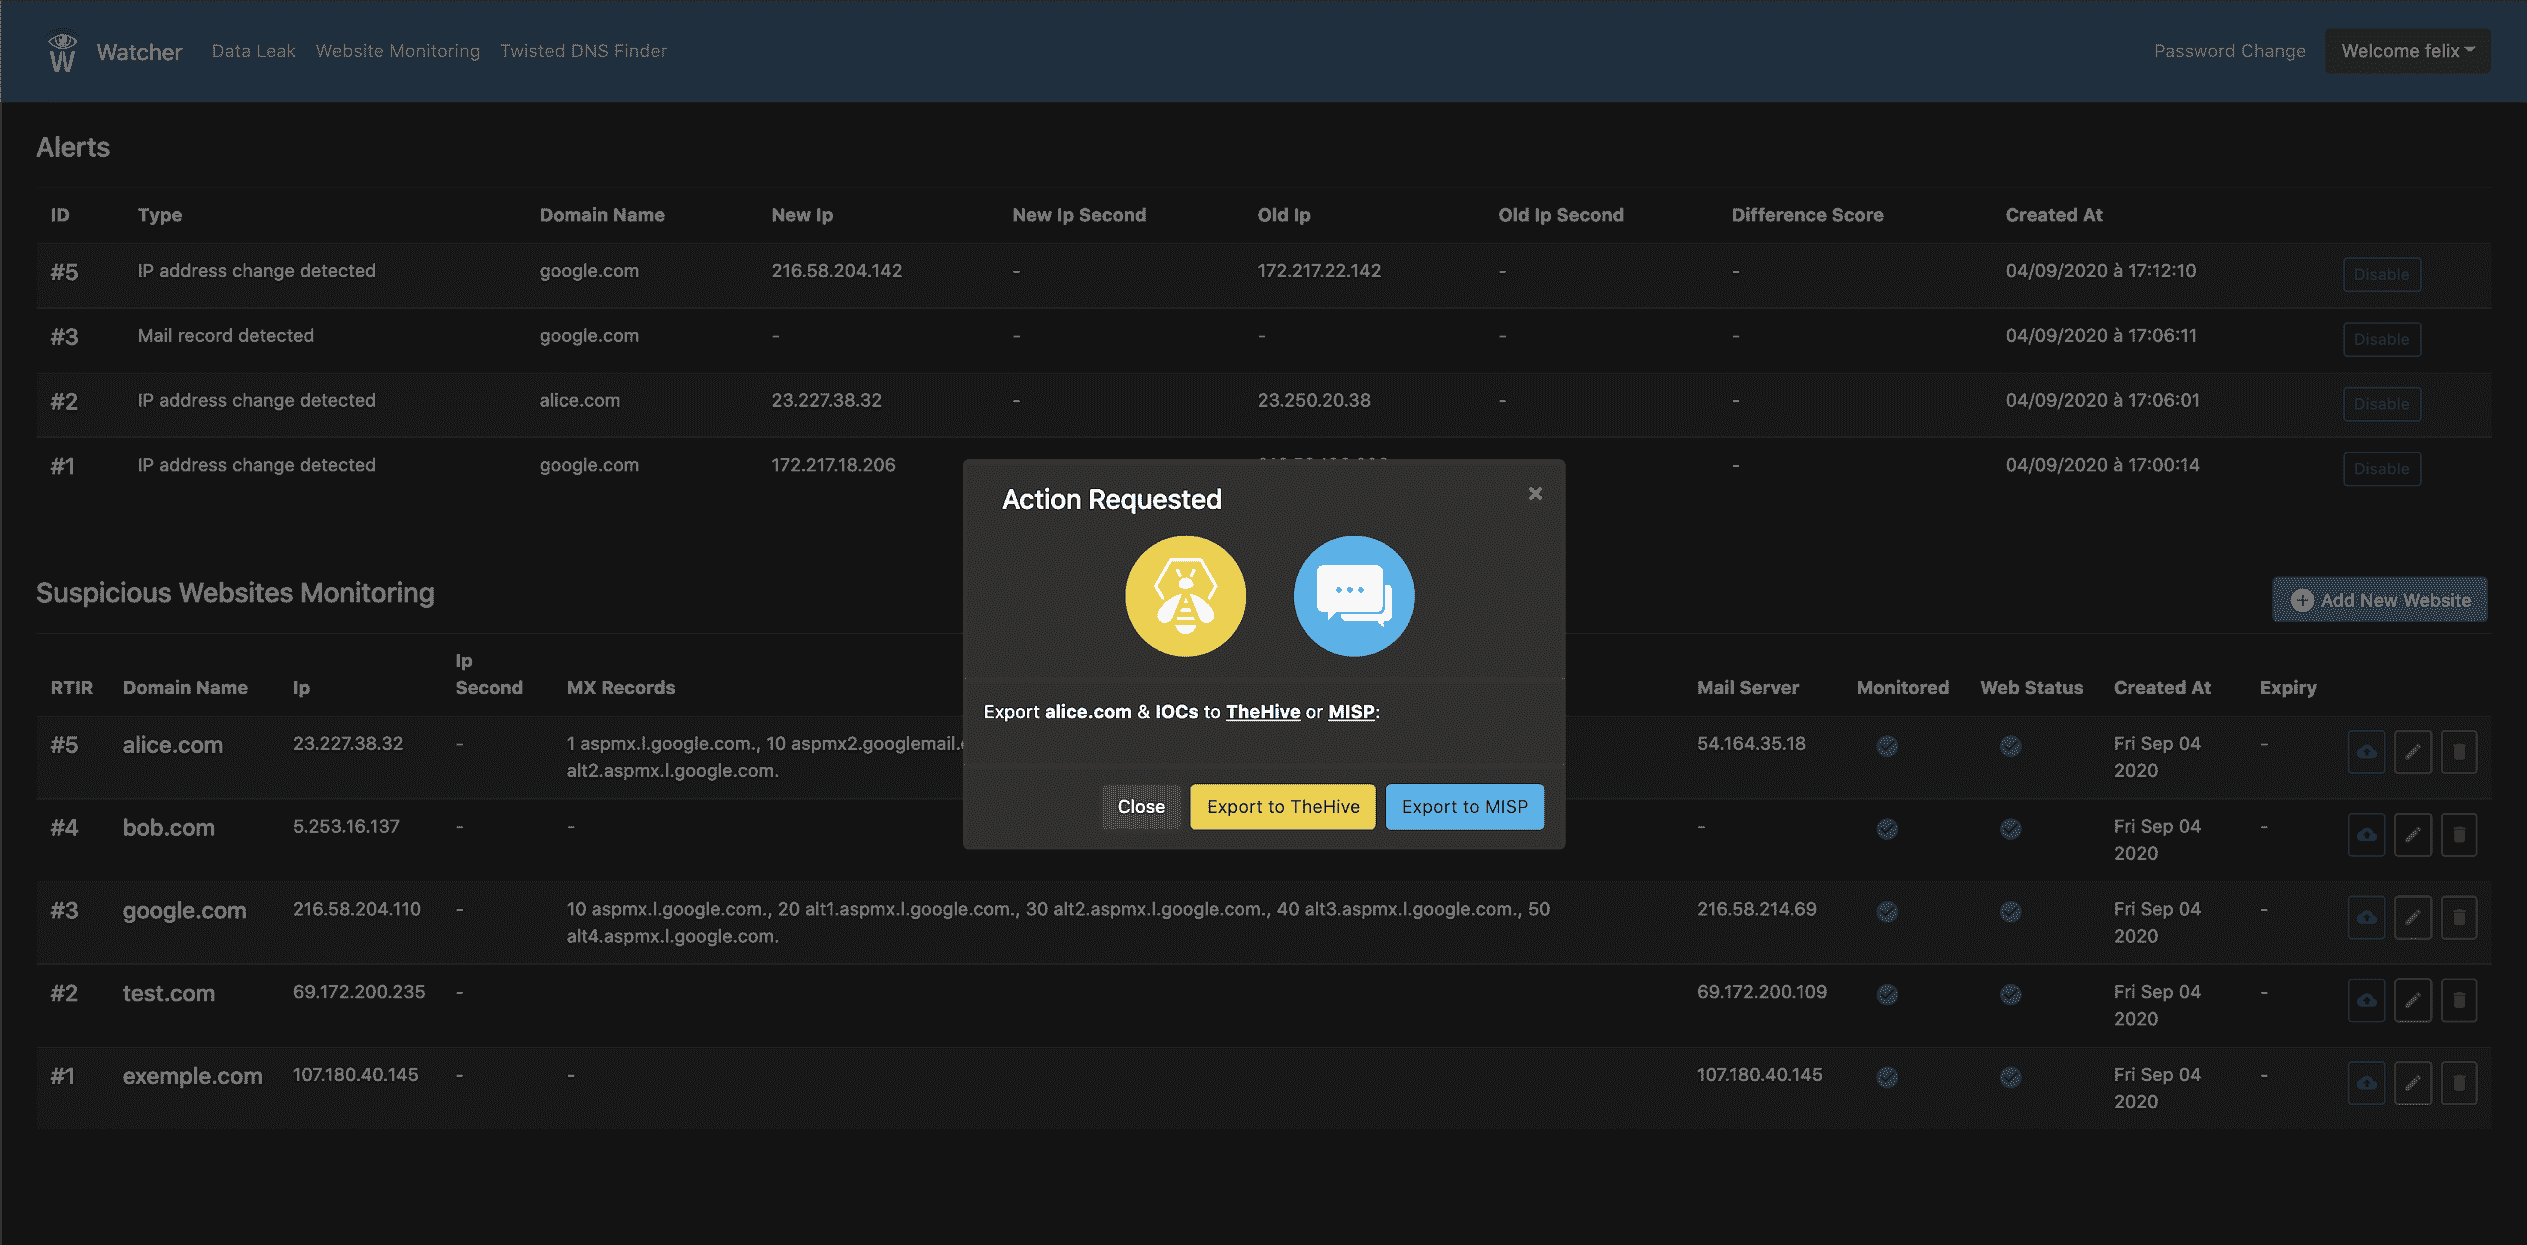 Watcher Data Leak Website Monitoring Twisted DNS Finder Password Change Welcome felix
Alerts
ID Type Domain Name New Ip New Ip Second Old Ip Old Ip Second Difference Score Created At
#5 IP address change detected google.com 216.58.204.142 - 172.217.22.142 - - 04/09/2020 à 17:12:10 Disable
#3 Mail record detected google.com - - - - - 04/09/2020 à 17:06:11 Disable
#2 IP address change detected alice.com 23.227.38.32 - 23.250.20.38 - - 04/09/2020 à 17:06:01 Disable
#1 IP address change detected google.com 172.217.18.206 - 04/09/2020 à 17:00:14 Disable
Action Requested ×
Export alice.com & IOCs to TheHive or MISP:
Close Export to TheHive Export to MISP
Suspicious Websites Monitoring Add New Website
RTIR Domain Name Ip Ip Second MX Records Mail Server Monitored Web Status Created At Expiry
#5 alice.com 23.227.38.32 - 1 aspmx.l.google.com., 10 aspmx2.googlemail. 54.164.35.18 Fri Sep 04 -
alt2.aspmx.l.google.com. 2020
#4 bob.com 5.253.16.137 - - - Fri Sep 04 -
2020
#3 google.com 216.58.204.110 - 10 aspmx.l.google.com., 20 alt1.aspmx.l.google.com., 30 alt2.aspmx.l.google.com., 40 alt3.aspmx.l.google.com., 50 216.58.214.69 Fri Sep 04 -
alt4.aspmx.l.google.com. 2020
#2 test.com 69.172.200.235 - 69.172.200.109 Fri Sep 04 -
2020
#1 exemple.com 107.180.40.145 - - 107.180.40.145 Fri Sep 04 -
2020